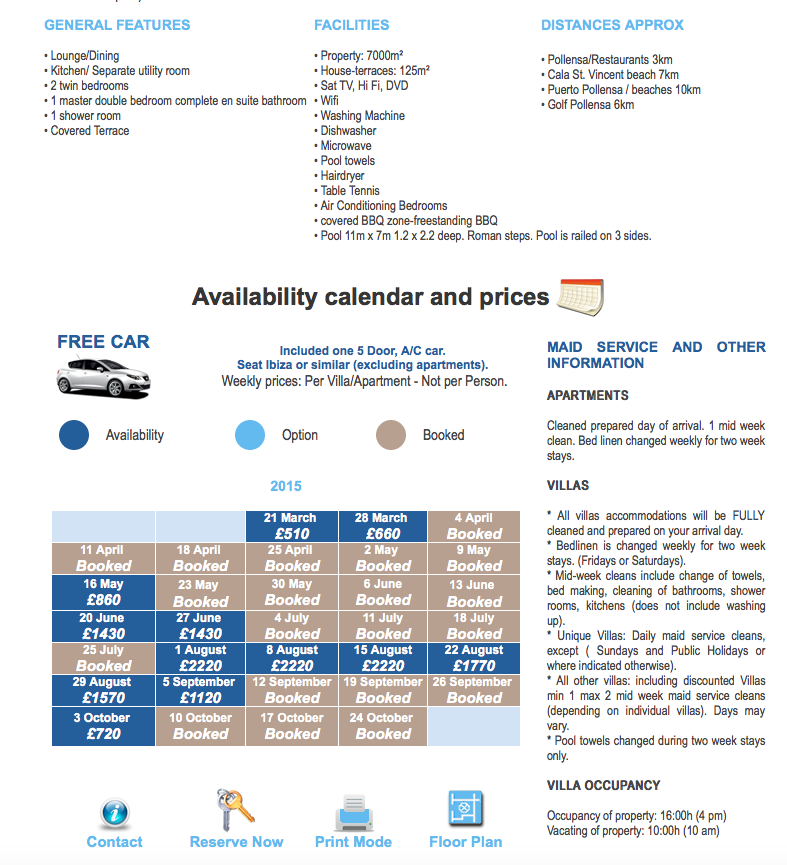 GENERAL FEATURES
• Lounge/Dining
• Kitchen/ Separate utility room
• 2 twin bedrooms
• 1 master double bedroom complete en suite bathroom
• 1 shower room
• Covered Terrace
FACILITIES
• Property: 7000m²
• House-terraces: 125m²
• Sat TV, Hi Fi, DVD
• Wifi
• Washing Machine
• Dishwasher
• Microwave
• Pool towels
• Hairdryer
• Table Tennis
• Air Conditioning Bedrooms
• covered BBQ zone-freestanding BBQ
• Pool 11m x 7m 1.2 x 2.2 deep. Roman steps. Pool is railed on 3 sides.
DISTANCES APPROX
• Pollensa/Restaurants 3km
• Cala St. Vincent beach 7km
• Puerto Pollensa / beaches 10km
• Golf Pollensa 6km
Availability calendar and prices
FREE CAR
Included one 5 Door, A/C car.
Seat Ibiza or similar (excluding apartments).
Weekly prices: Per Villa/Apartment - Not per Person.
Availability
Option
Booked
2015
21 March 28 March 4 April
£510 £660 Booked
11 April 18 April 25 April 2 May 9 May
Booked Booked Booked Booked Booked
16 May 23 May 30 May 6 June 13 June
£860 Booked Booked Booked Booked
20 June 27 June 4 July 11 July 18 July
£1430 £1430 Booked Booked Booked
25 July 1 August 8 August 15 August 22 August
Booked £2220 £2220 £2220 £1770
29 August 5 September 12 September 19 September 26 September
£1570 £1120 Booked Booked Booked
3 October 10 October 17 October 24 October
£720 Booked Booked Booked
MAID SERVICE AND OTHER
INFORMATION
APARTMENTS
Cleaned prepared day of arrival. 1 mid week
clean. Bed linen changed weekly for two week
stays.
VILLAS
* All villas accommodations will be FULLY
cleaned and prepared on your arrival day.
* Bedlinen is changed weekly for two week
stays. (Fridays or Saturdays).
* Mid-week cleans include change of towels,
bed making, cleaning of bathrooms, shower
rooms, kitchens (does not include washing
up).
* Unique Villas: Daily maid service cleans,
except ( Sundays and Public Holidays or
where indicated otherwise).
* All other villas: including discounted Villas
min 1 max 2 mid week maid service cleans
(depending on individual villas). Days may
vary.
* Pool towels changed during two week stays
only.
VILLA OCCUPANCY
Occupancy of property: 16:00h (4 pm)
Vacating of property: 10:00h (10 am)
Contact
Reserve Now
Print Mode
Floor Plan